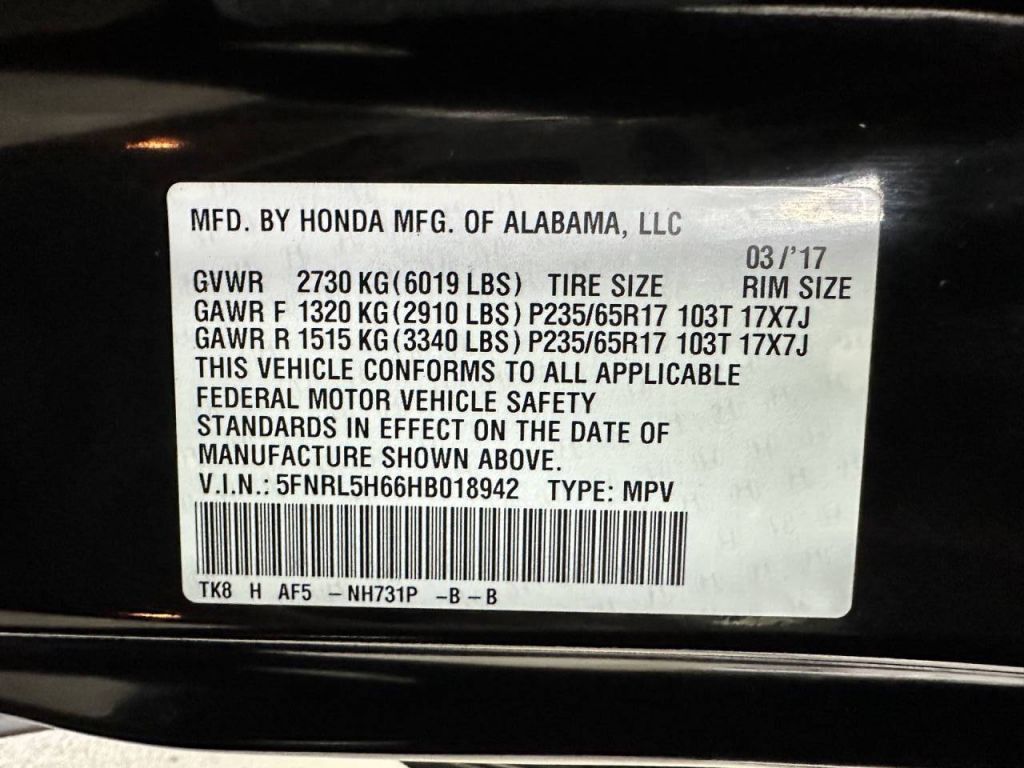 MFD. BY HONDA MFG. OF ALABAMA, LLC
03/'17
GVWR 2730 KG(6019 LBS) TIRE SIZE RIM SIZE
GAWR F 1320 KG(2910 LBS) P235/65R17 103T 17X7J
GAWR R 1515 KG(3340 LBS) P235/65R17 103T 17X7J
THIS VEHICLE CONFORMS TO ALL APPLICABLE
FEDERAL MOTOR VEHICLE SAFETY
STANDARDS IN EFFECT ON THE DATE OF
MANUFACTURE SHOWN ABOVE.
V.I.N.: 5FNRL5H66HB018942 TYPE: MPV
TK8 H AF5 – NH731P –B – B